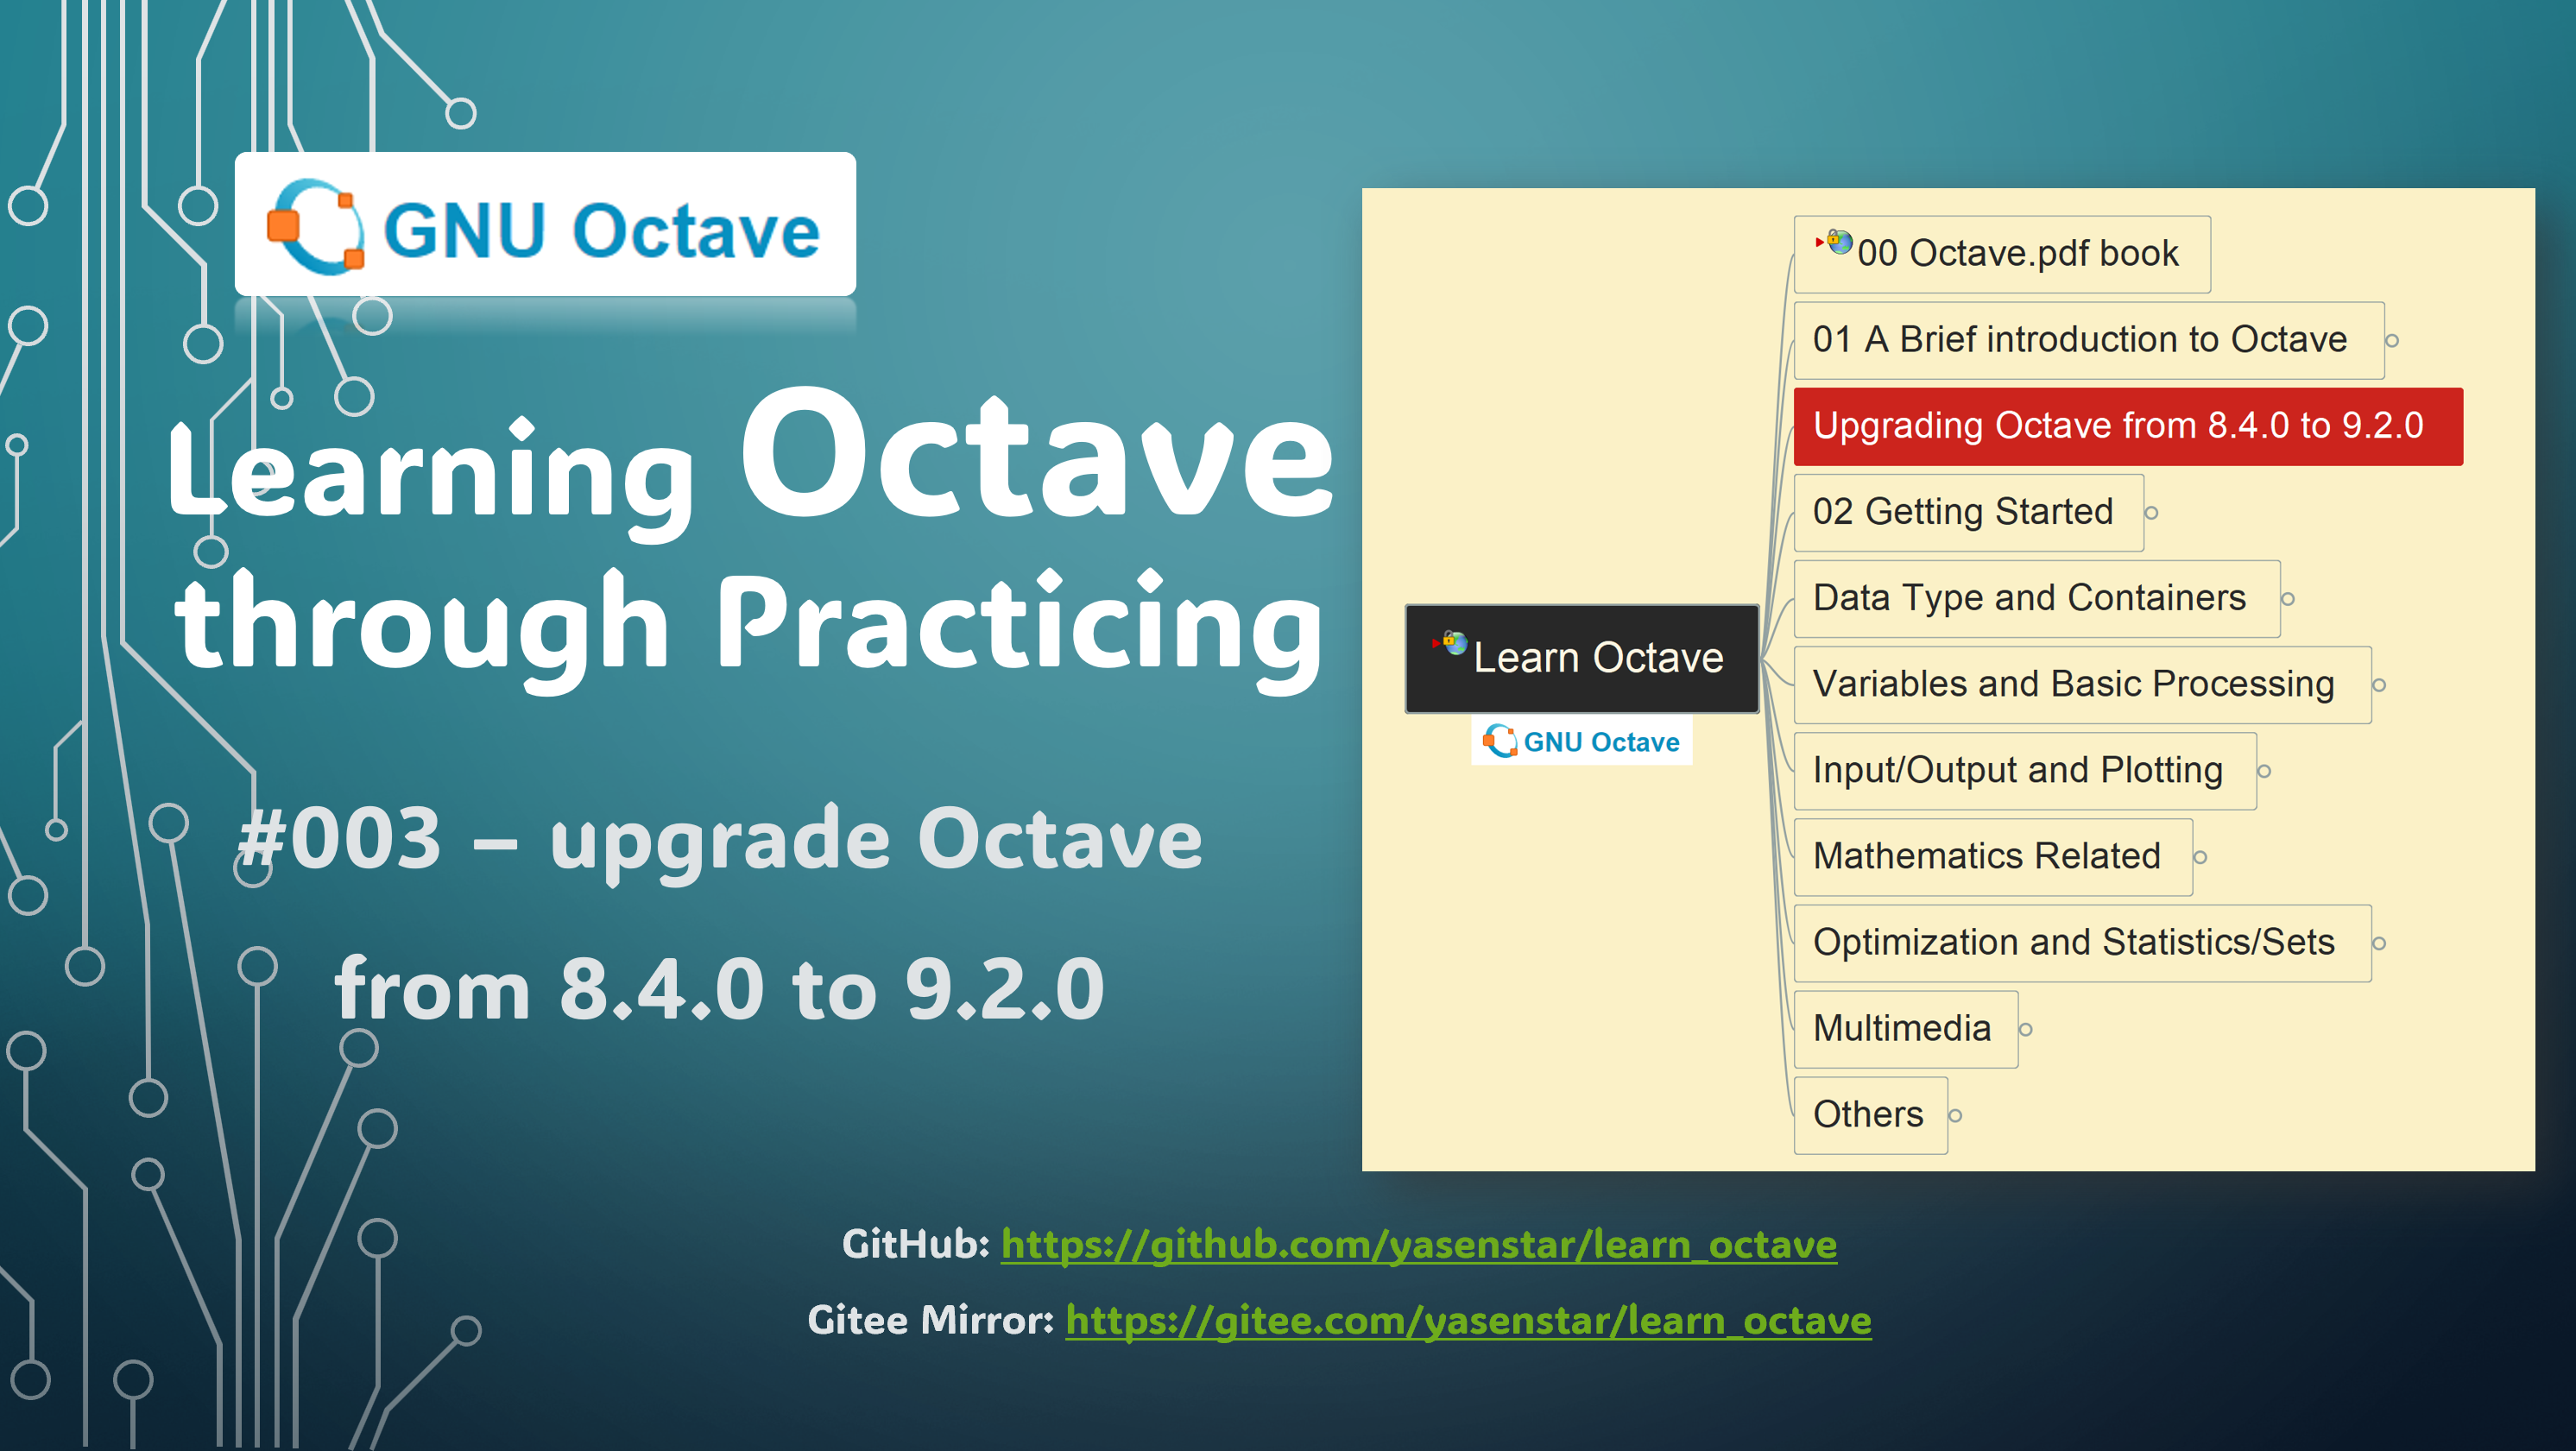 GNU Octave
Learning Octave
through Practicing
#003 – upgrade Octave
from 8.4.0 to 9.2.0
Learn Octave
GNU Octave
00 Octave.pdf book
01 A Brief introduction to Octave
Upgrading Octave from 8.4.0 to 9.2.0
02 Getting Started
Data Type and Containers
Variables and Basic Processing
Input/Output and Plotting
Mathematics Related
Optimization and Statistics/Sets
Multimedia
Others
GitHub: https://github.com/yasenstar/learn_octave
Gitee Mirror: https://gitee.com/yasenstar/learn_octave